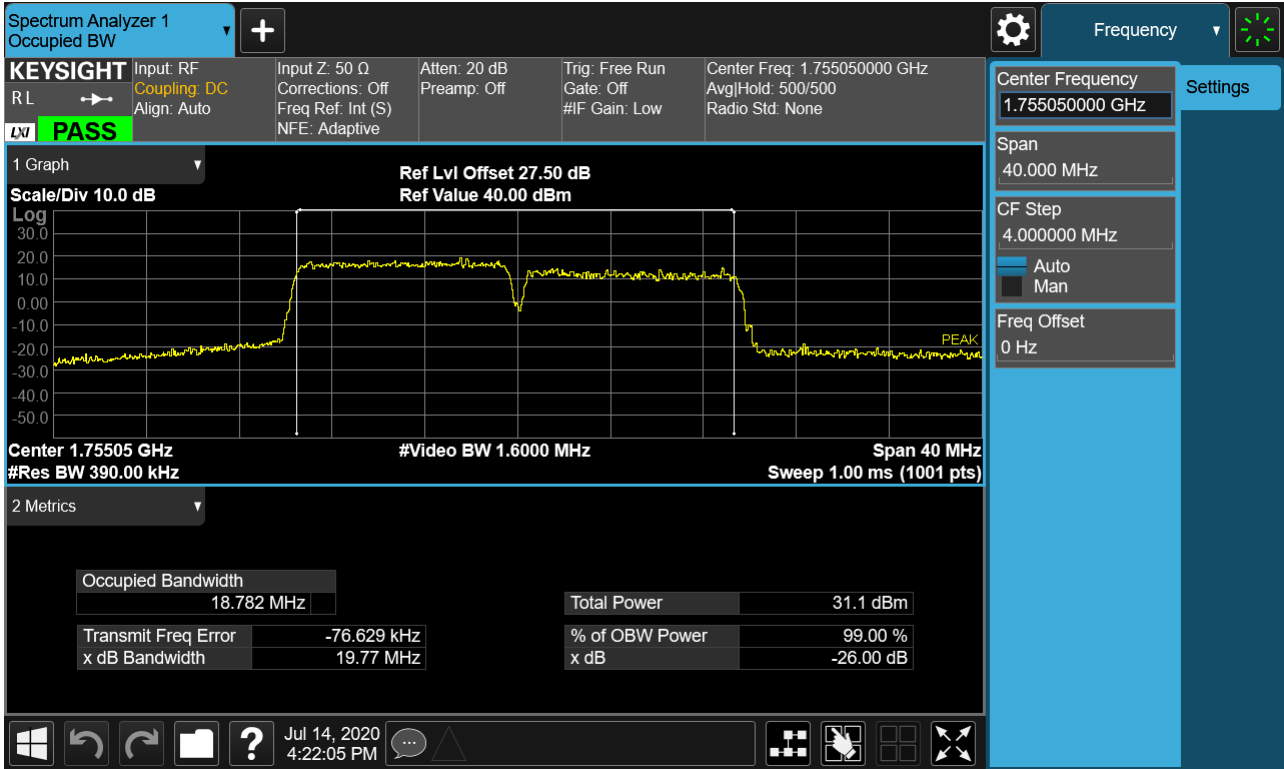 Spectrum Analyzer 1
Occupied BW
Frequency
KEYSIGHT
R L
LXI
PASS
Input: RF
Coupling: DC
Align: Auto
Input Z: 50 Ω
Corrections: Off
Freq Ref: Int (S)
NFE: Adaptive
Atten: 20 dB
Preamp: Off
Trig: Free Run
Gate: Off
#IF Gain: Low
Center Freq: 1.755050000 GHz
Avg|Hold: 500/500
Radio Std: None
Center Frequency
1.755050000 GHz
Settings
Span
40.000 MHz
CF Step
4.000000 MHz
Auto
Man
Freq Offset
0 Hz
1 Graph
Ref Lvl Offset 27.50 dB
Scale/Div 10.0 dB
Ref Value 40.00 dBm
Log
30.0
20.0
10.0
0.00
-10.0
-20.0
-30.0
-40.0
-50.0
PEAK
Center 1.75505 GHz
#Video BW 1.6000 MHz
Span 40 MHz
#Res BW 390.00 kHz
Sweep 1.00 ms (1001 pts)
2 Metrics
Occupied Bandwidth
18.782 MHz
Total Power 31.1 dBm
Transmit Freq Error -76.629 kHz
% of OBW Power 99.00 %
x dB Bandwidth 19.77 MHz
x dB -26.00 dB
Jul 14, 2020
4:22:05 PM